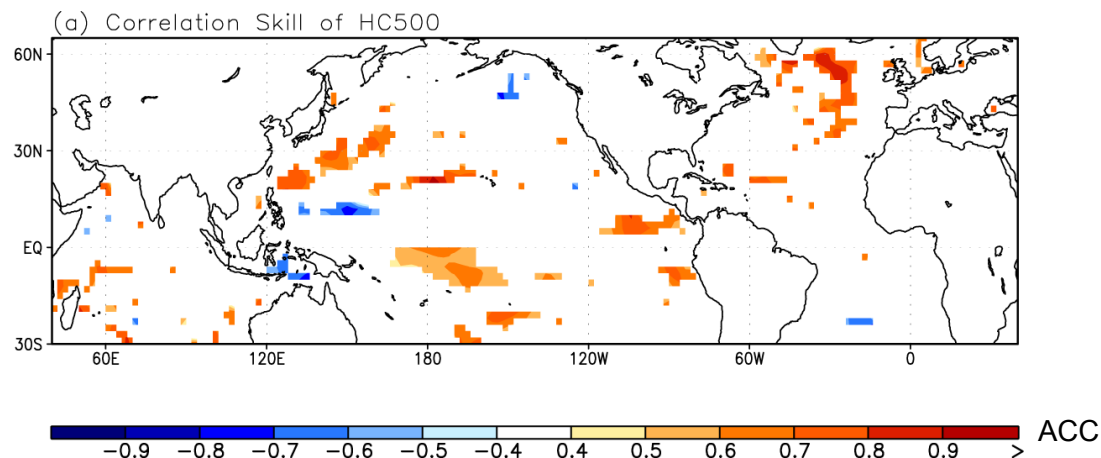 (a) Correlation Skill of HC500
60N
30N
EQ
30S
60E 120E 180 120W 60W 0
ACC
−0.9 −0.8 −0.7 −0.6 −0.5 −0.4 0.4 0.5 0.6 0.7 0.8 0.9 >